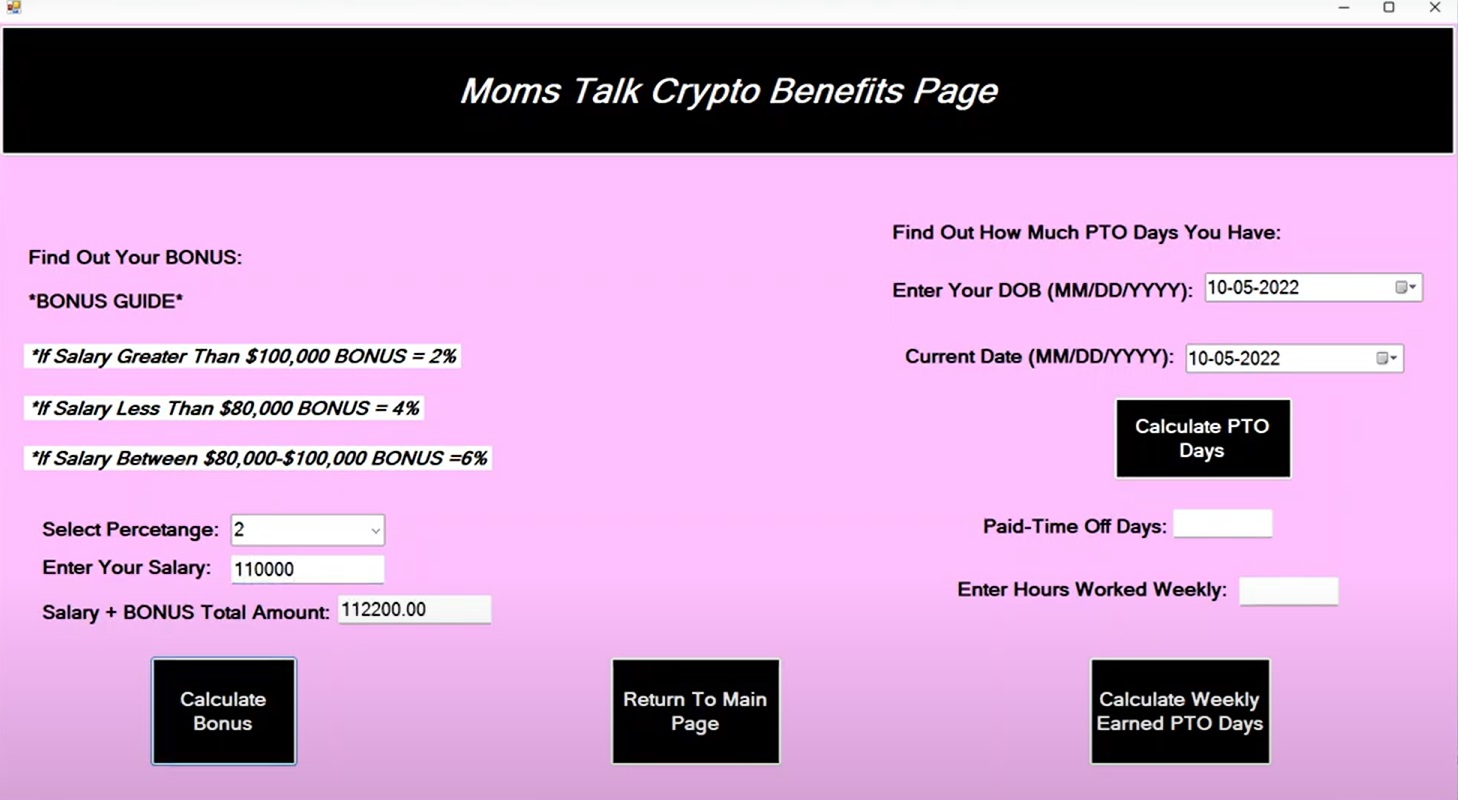 Moms Talk Crypto Benefits Page
Find Out Your BONUS:
*BONUS GUIDE*
*If Salary Greater Than $100,000 BONUS = 2%
*If Salary Less Than $80,000 BONUS = 4%
*If Salary Between $80,000-$100,000 BONUS =6%
Select Percetange: 2
Enter Your Salary: 110000
Salary + BONUS Total Amount: 112200.00
Calculate
Bonus
Return To Main
Page
Find Out How Much PTO Days You Have:
Enter Your DOB (MM/DD/YYYY): 10-05-2022
Current Date (MM/DD/YYYY): 10-05-2022
Calculate PTO
Days
Paid-Time Off Days:
Enter Hours Worked Weekly:
Calculate Weekly
Earned PTO Days